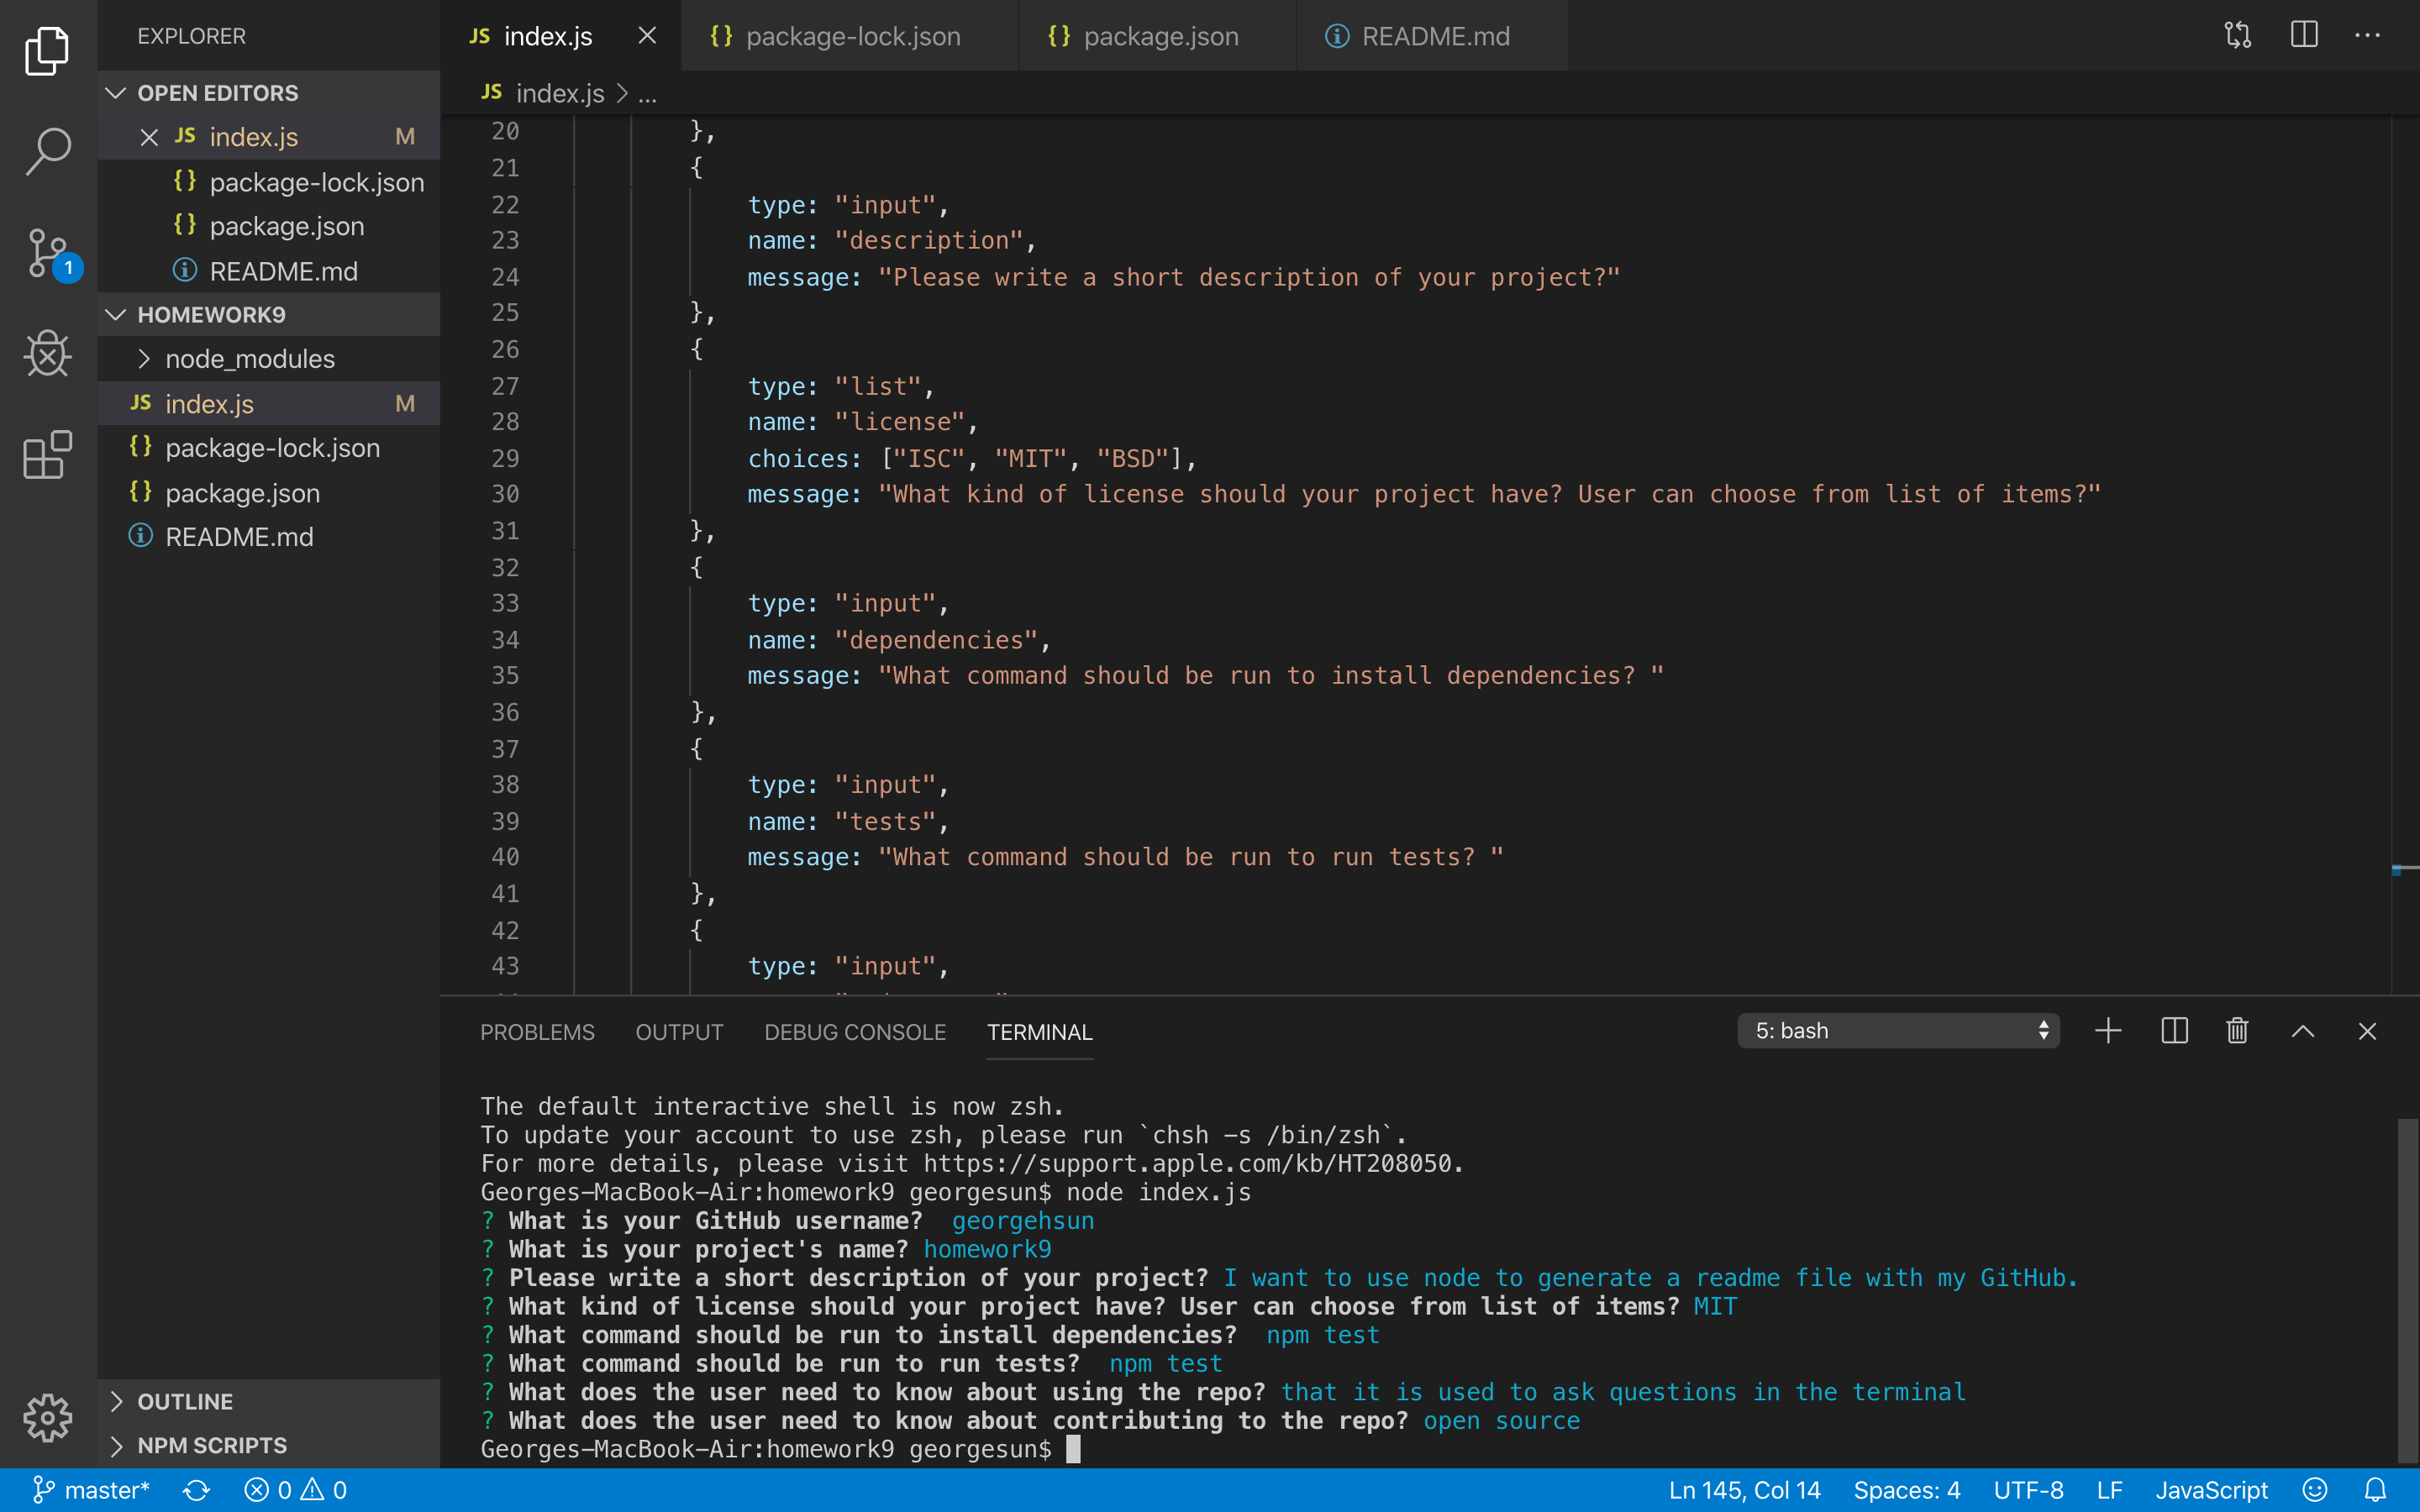 EXPLORER
OPEN EDITORS
JS index.js M
{} package-lock.json
{} package.json
README.md
HOMEWORK9
node_modules
JS index.js M
{} package-lock.json
{} package.json
README.md
OUTLINE
NPM SCRIPTS
1
JS index.js
{} package-lock.json
{} package.json
README.md
JS index.js > ...
20 },
21 {
22 type: "input",
23 name: "description",
24 message: "Please write a short description of your project?"
25 },
26 {
27 type: "list",
28 name: "license",
29 choices: ["ISC", "MIT", "BSD"],
30 message: "What kind of license should your project have? User can choose from list of items?"
31 },
32 {
33 type: "input",
34 name: "dependencies",
35 message: "What command should be run to install dependencies? "
36 },
37 {
38 type: "input",
39 name: "tests",
40 message: "What command should be run to run tests? "
41 },
42 {
43 type: "input",
PROBLEMS OUTPUT DEBUG CONSOLE TERMINAL 5: bash
The default interactive shell is now zsh.
To update your account to use zsh, please run `chsh -s /bin/zsh`.
For more details, please visit https://support.apple.com/kb/HT208050.
Georges-MacBook-Air:homework9 georgesun$ node index.js
? What is your GitHub username?  georgehsun
? What is your project's name? homework9
? Please write a short description of your project? I want to use node to generate a readme file with my GitHub.
? What kind of license should your project have? User can choose from list of items? MIT
? What command should be run to install dependencies?  npm test
? What command should be run to run tests?  npm test
? What does the user need to know about using the repo? that it is used to ask questions in the terminal
? What does the user need to know about contributing to the repo? open source
Georges-MacBook-Air:homework9 georgesun$
master* 0 0 Ln 145, Col 14 Spaces: 4 UTF-8 LF JavaScript